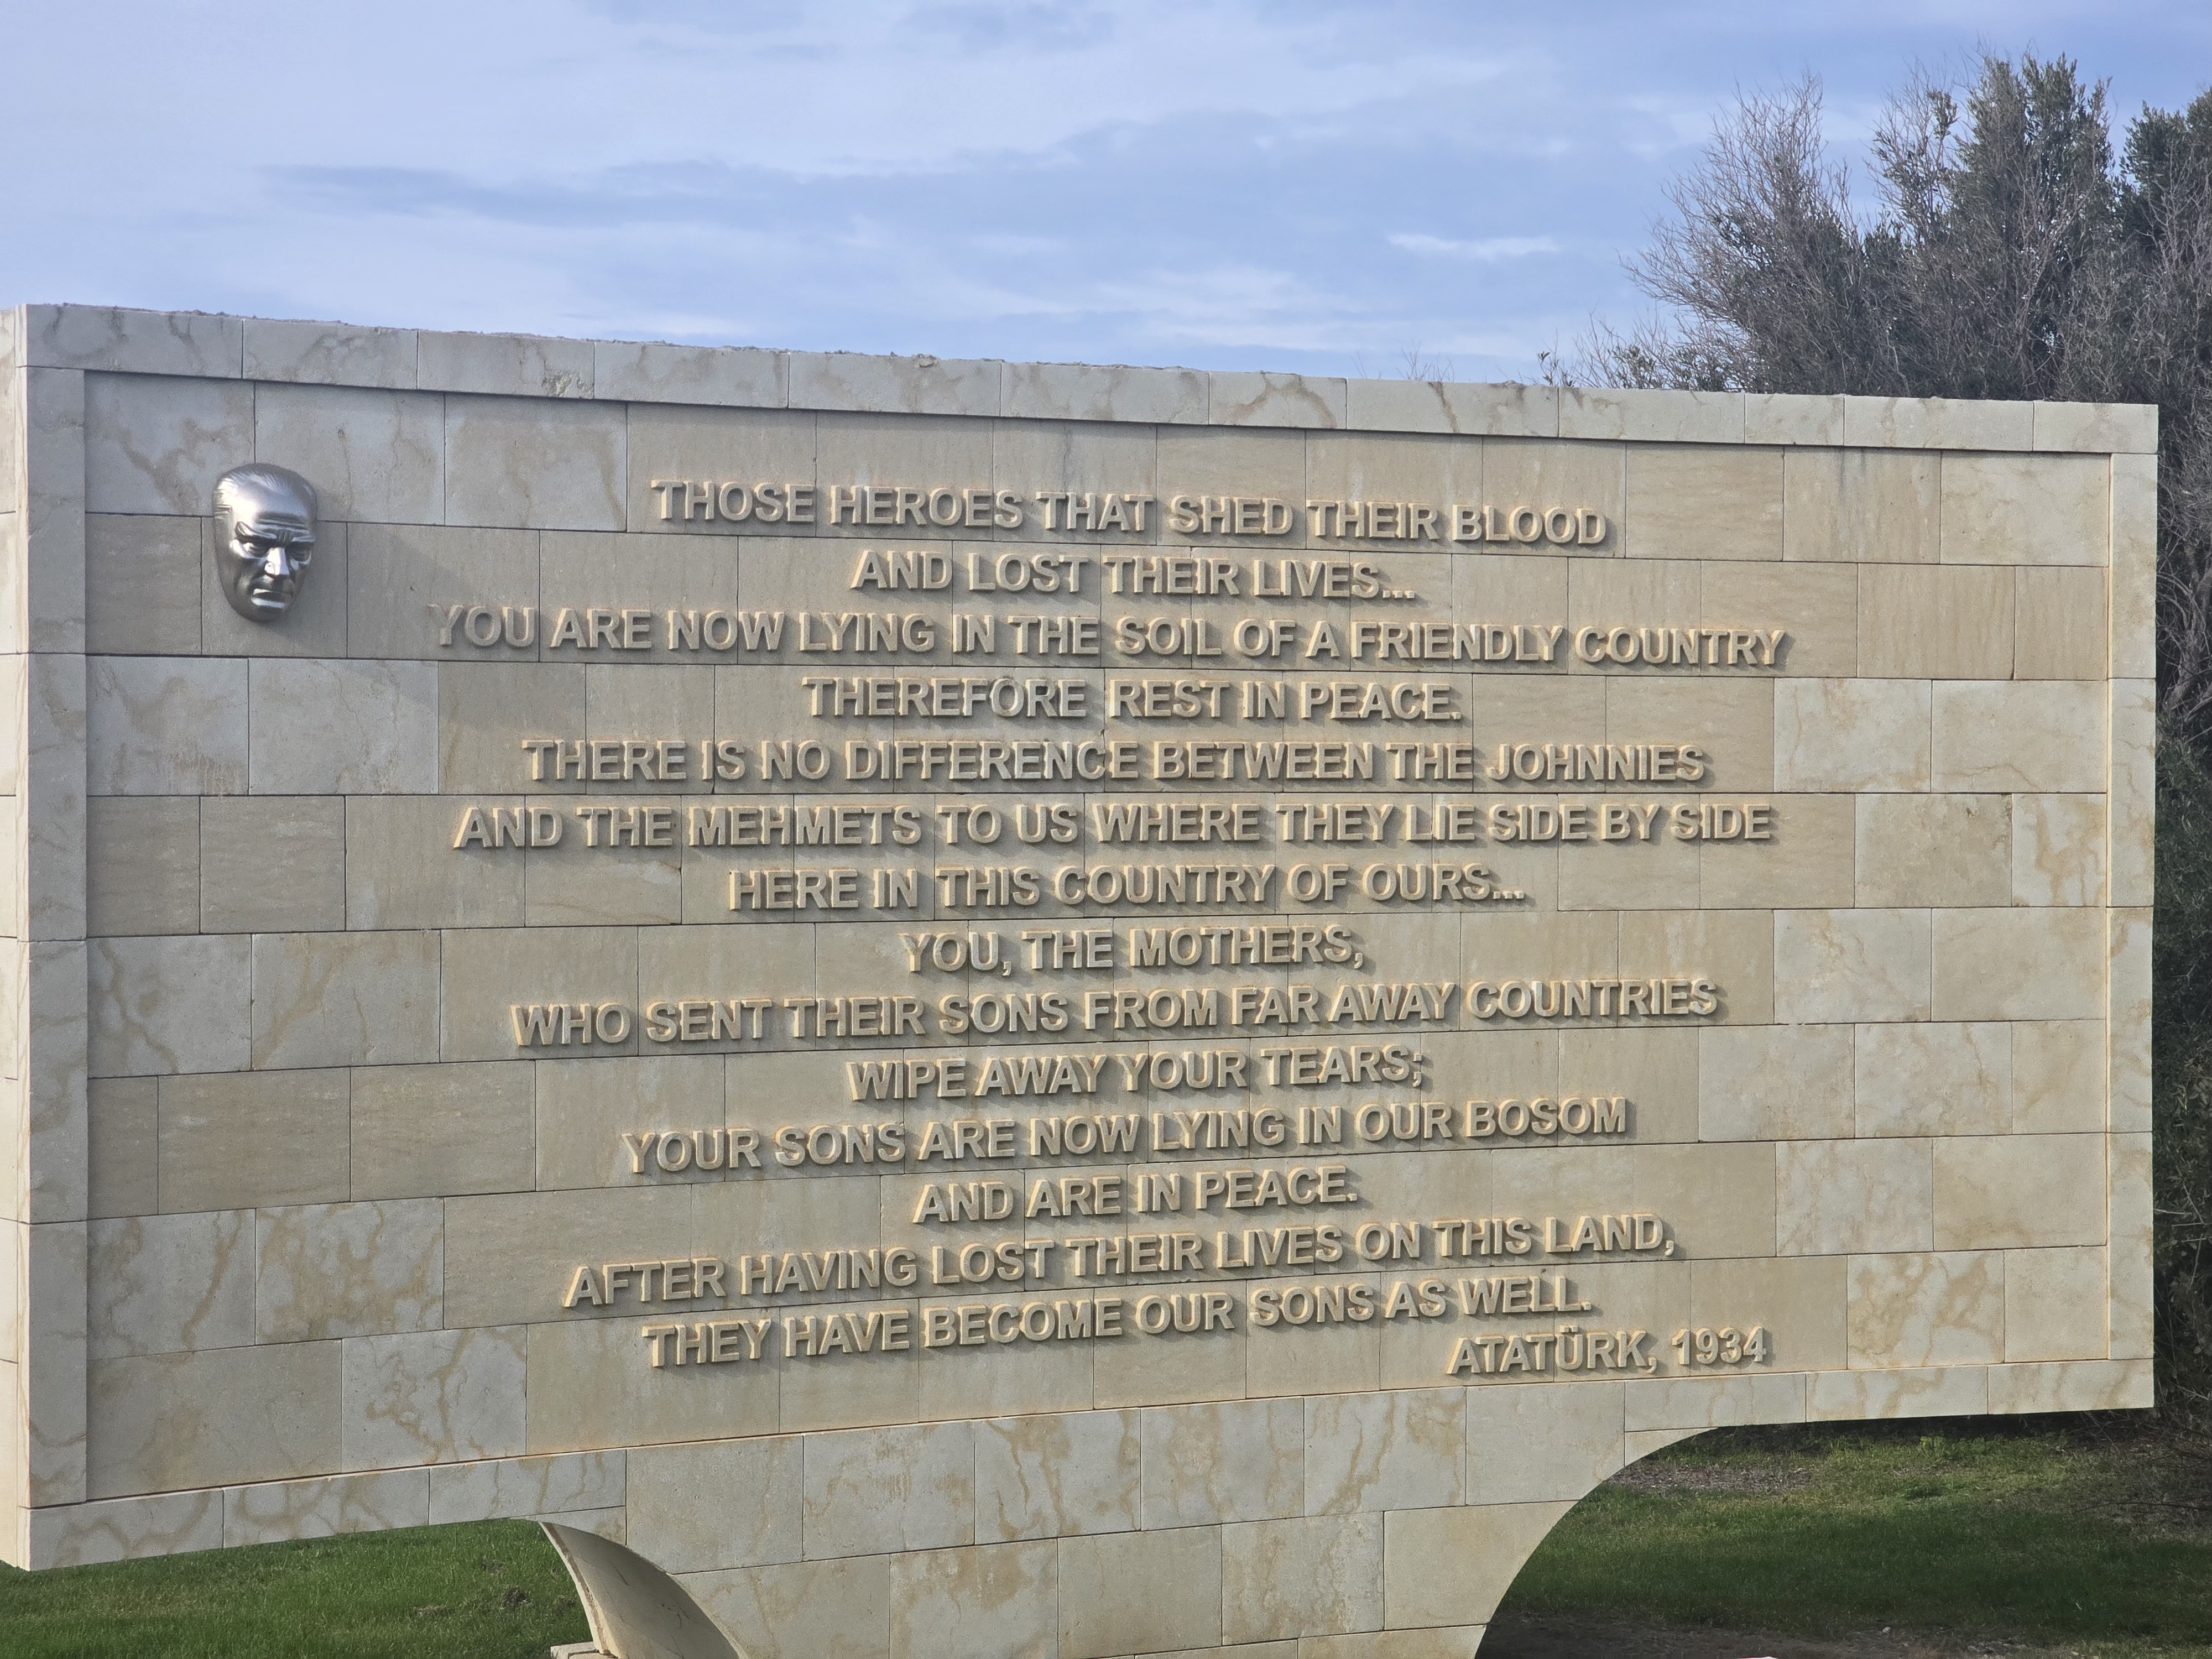 THOSE HEROES THAT SHED THEIR BLOOD
AND LOST THEIR LIVES...
YOU ARE NOW LYING IN THE SOIL OF A FRIENDLY COUNTRY
THEREFORE REST IN PEACE.
THERE IS NO DIFFERENCE BETWEEN THE JOHNNIES
AND THE MEHMETS TO US WHERE THEY LIE SIDE BY SIDE
HERE IN THIS COUNTRY OF OURS...
YOU, THE MOTHERS,
WHO SENT THEIR SONS FROM FAR AWAY COUNTRIES
WIPE AWAY YOUR TEARS;
YOUR SONS ARE NOW LYING IN OUR BOSOM
AND ARE IN PEACE.
AFTER HAVING LOST THEIR LIVES ON THIS LAND,
THEY HAVE BECOME OUR SONS AS WELL.
ATATÜRK, 1934